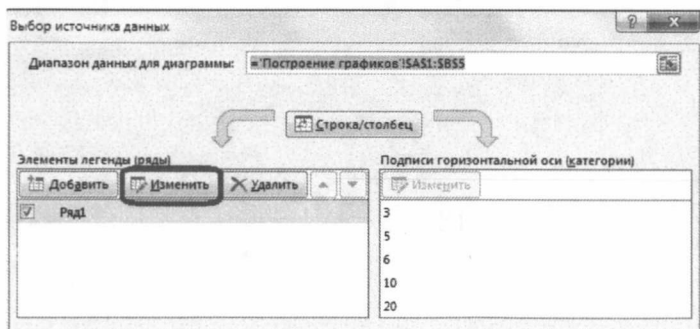 Выбор источника данных
Диапазон данных для диаграммы: ='Построение графиков'!$A$1:$B$5
Строка/столбец
Элементы легенды (ряды)
Добавить Изменить Удалить
Ряд1
Подписи горизонтальной оси (категории)
Изменить
3
5
6
10
20